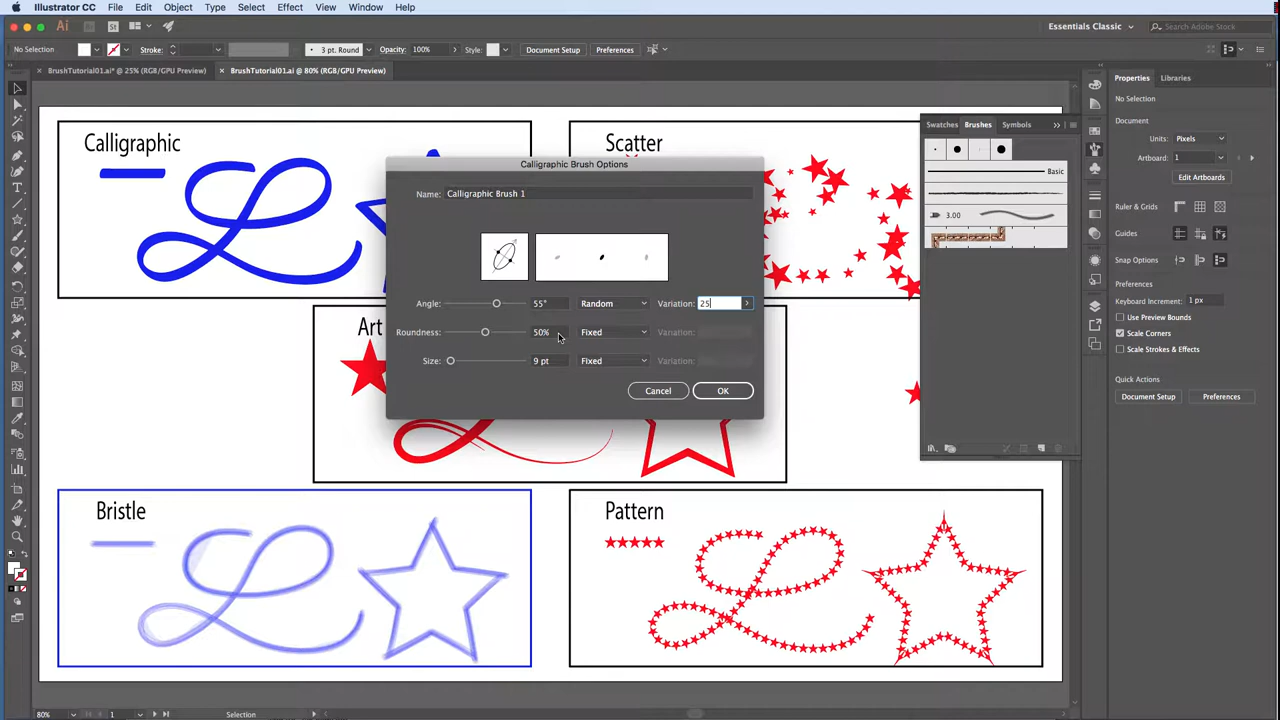 Illustrator CC File Edit Object Type Select Effect View Window Help
Ai St Essentials Classic Search Adobe Stock
No Selection Stroke: 3 pt. Round Opacity: 100% Style: Document Setup Preferences
BrushTutorial01.ai* @ 25% (RGB/GPU Preview) BrushTutorial01.ai @ 80% (RGB/GPU Preview)
Properties Libraries
No Selection
Document
Units: Pixels
Artboard: 1
Edit Artboards
Ruler & Grids
Guides
Snap Options
Preferences
Keyboard Increment: 1 px
Use Preview Bounds
Scale Corners
Scale Strokes & Effects
Quick Actions
Document Setup Preferences
Swatches Brushes Symbols
Basic
3.00
Calligraphic
Scatter
Art
Bristle
Pattern
Calligraphic Brush Options
Name: Calligraphic Brush 1
Angle: 55° Random Variation: 25
Roundness: 50% Fixed Variation:
Size: 9 pt Fixed Variation:
Cancel OK
80% 1 Selection